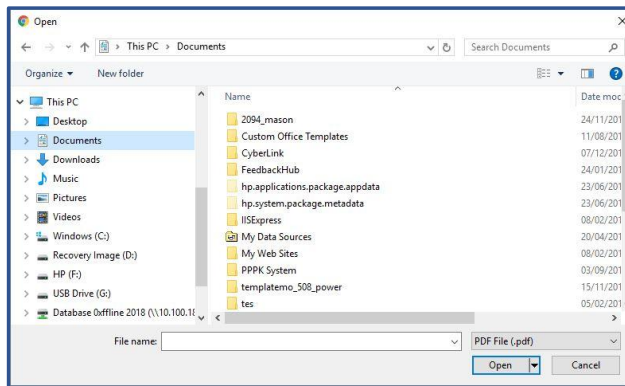 Open
This PC > Documents
Search Documents
Organize
New folder
This PC
Desktop
Documents
Downloads
Music
Pictures
Videos
Windows (C:)
Recovery Image (D:)
HP (F:)
USB Drive (G:)
Database 0xffline 2018 (\\10.100.18
Name
Date moc
2094_mason
24/11/201
Custom Office Templates
11/08/201
CyberLink
07/12/201
FeedbackHub
24/01/201
hp.applications.package.appdata
23/06/201
hp.system.package.metadata
23/06/201
IISExpress
08/02/201
My Data Sources
20/04/201
My Web Sites
08/02/201
PPPK System
03/09/201
templatemo_508_power
15/11/201
tes
05/02/201
File name:
PDF File (.pdf)
Open
Cancel